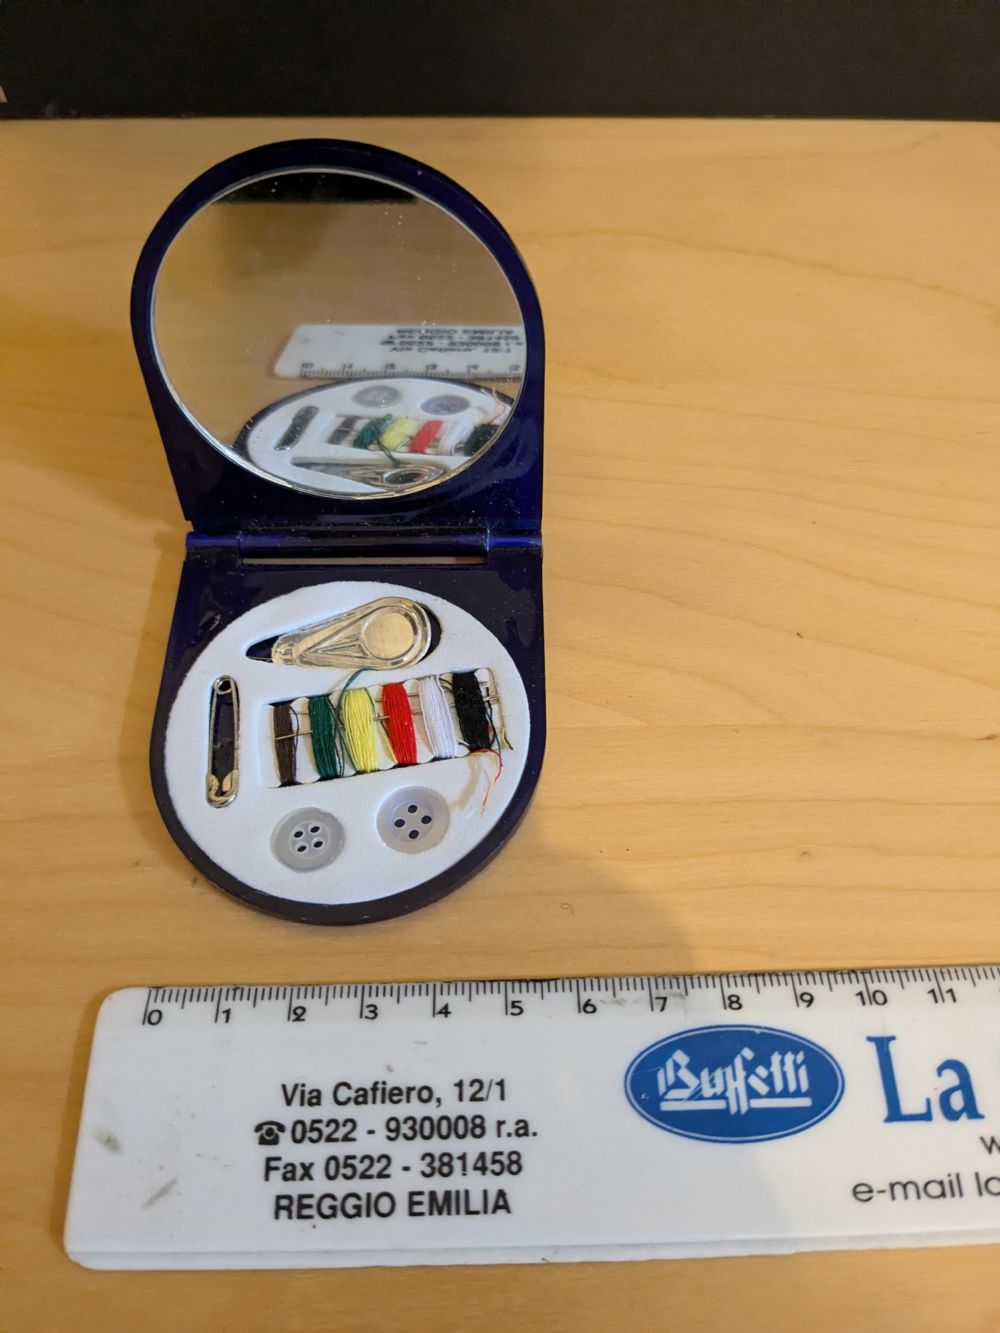 0 1 2 3 4 5 6 7 8 9 10 11
Via Cafiero, 12/1
☎ 0522 - 930008 r.a.
Fax 0522 - 381458
REGGIO EMILIA
Buffetti
La
e-mail